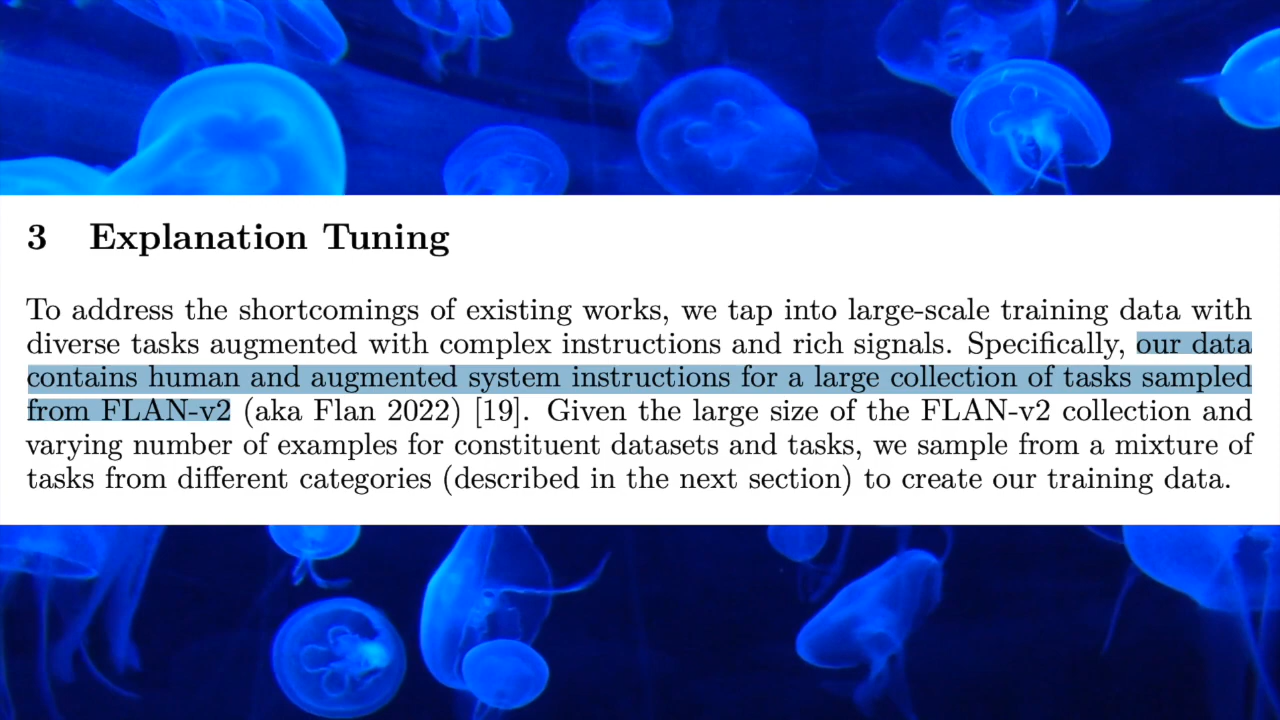 3 Explanation Tuning
To address the shortcomings of existing works, we tap into large-scale training data with
diverse tasks augmented with complex instructions and rich signals. Specifically, our data
contains human and augmented system instructions for a large collection of tasks sampled
from FLAN-v2 (aka Flan 2022) [19]. Given the large size of the FLAN-v2 collection and
varying number of examples for constituent datasets and tasks, we sample from a mixture of
tasks from different categories (described in the next section) to create our training data.